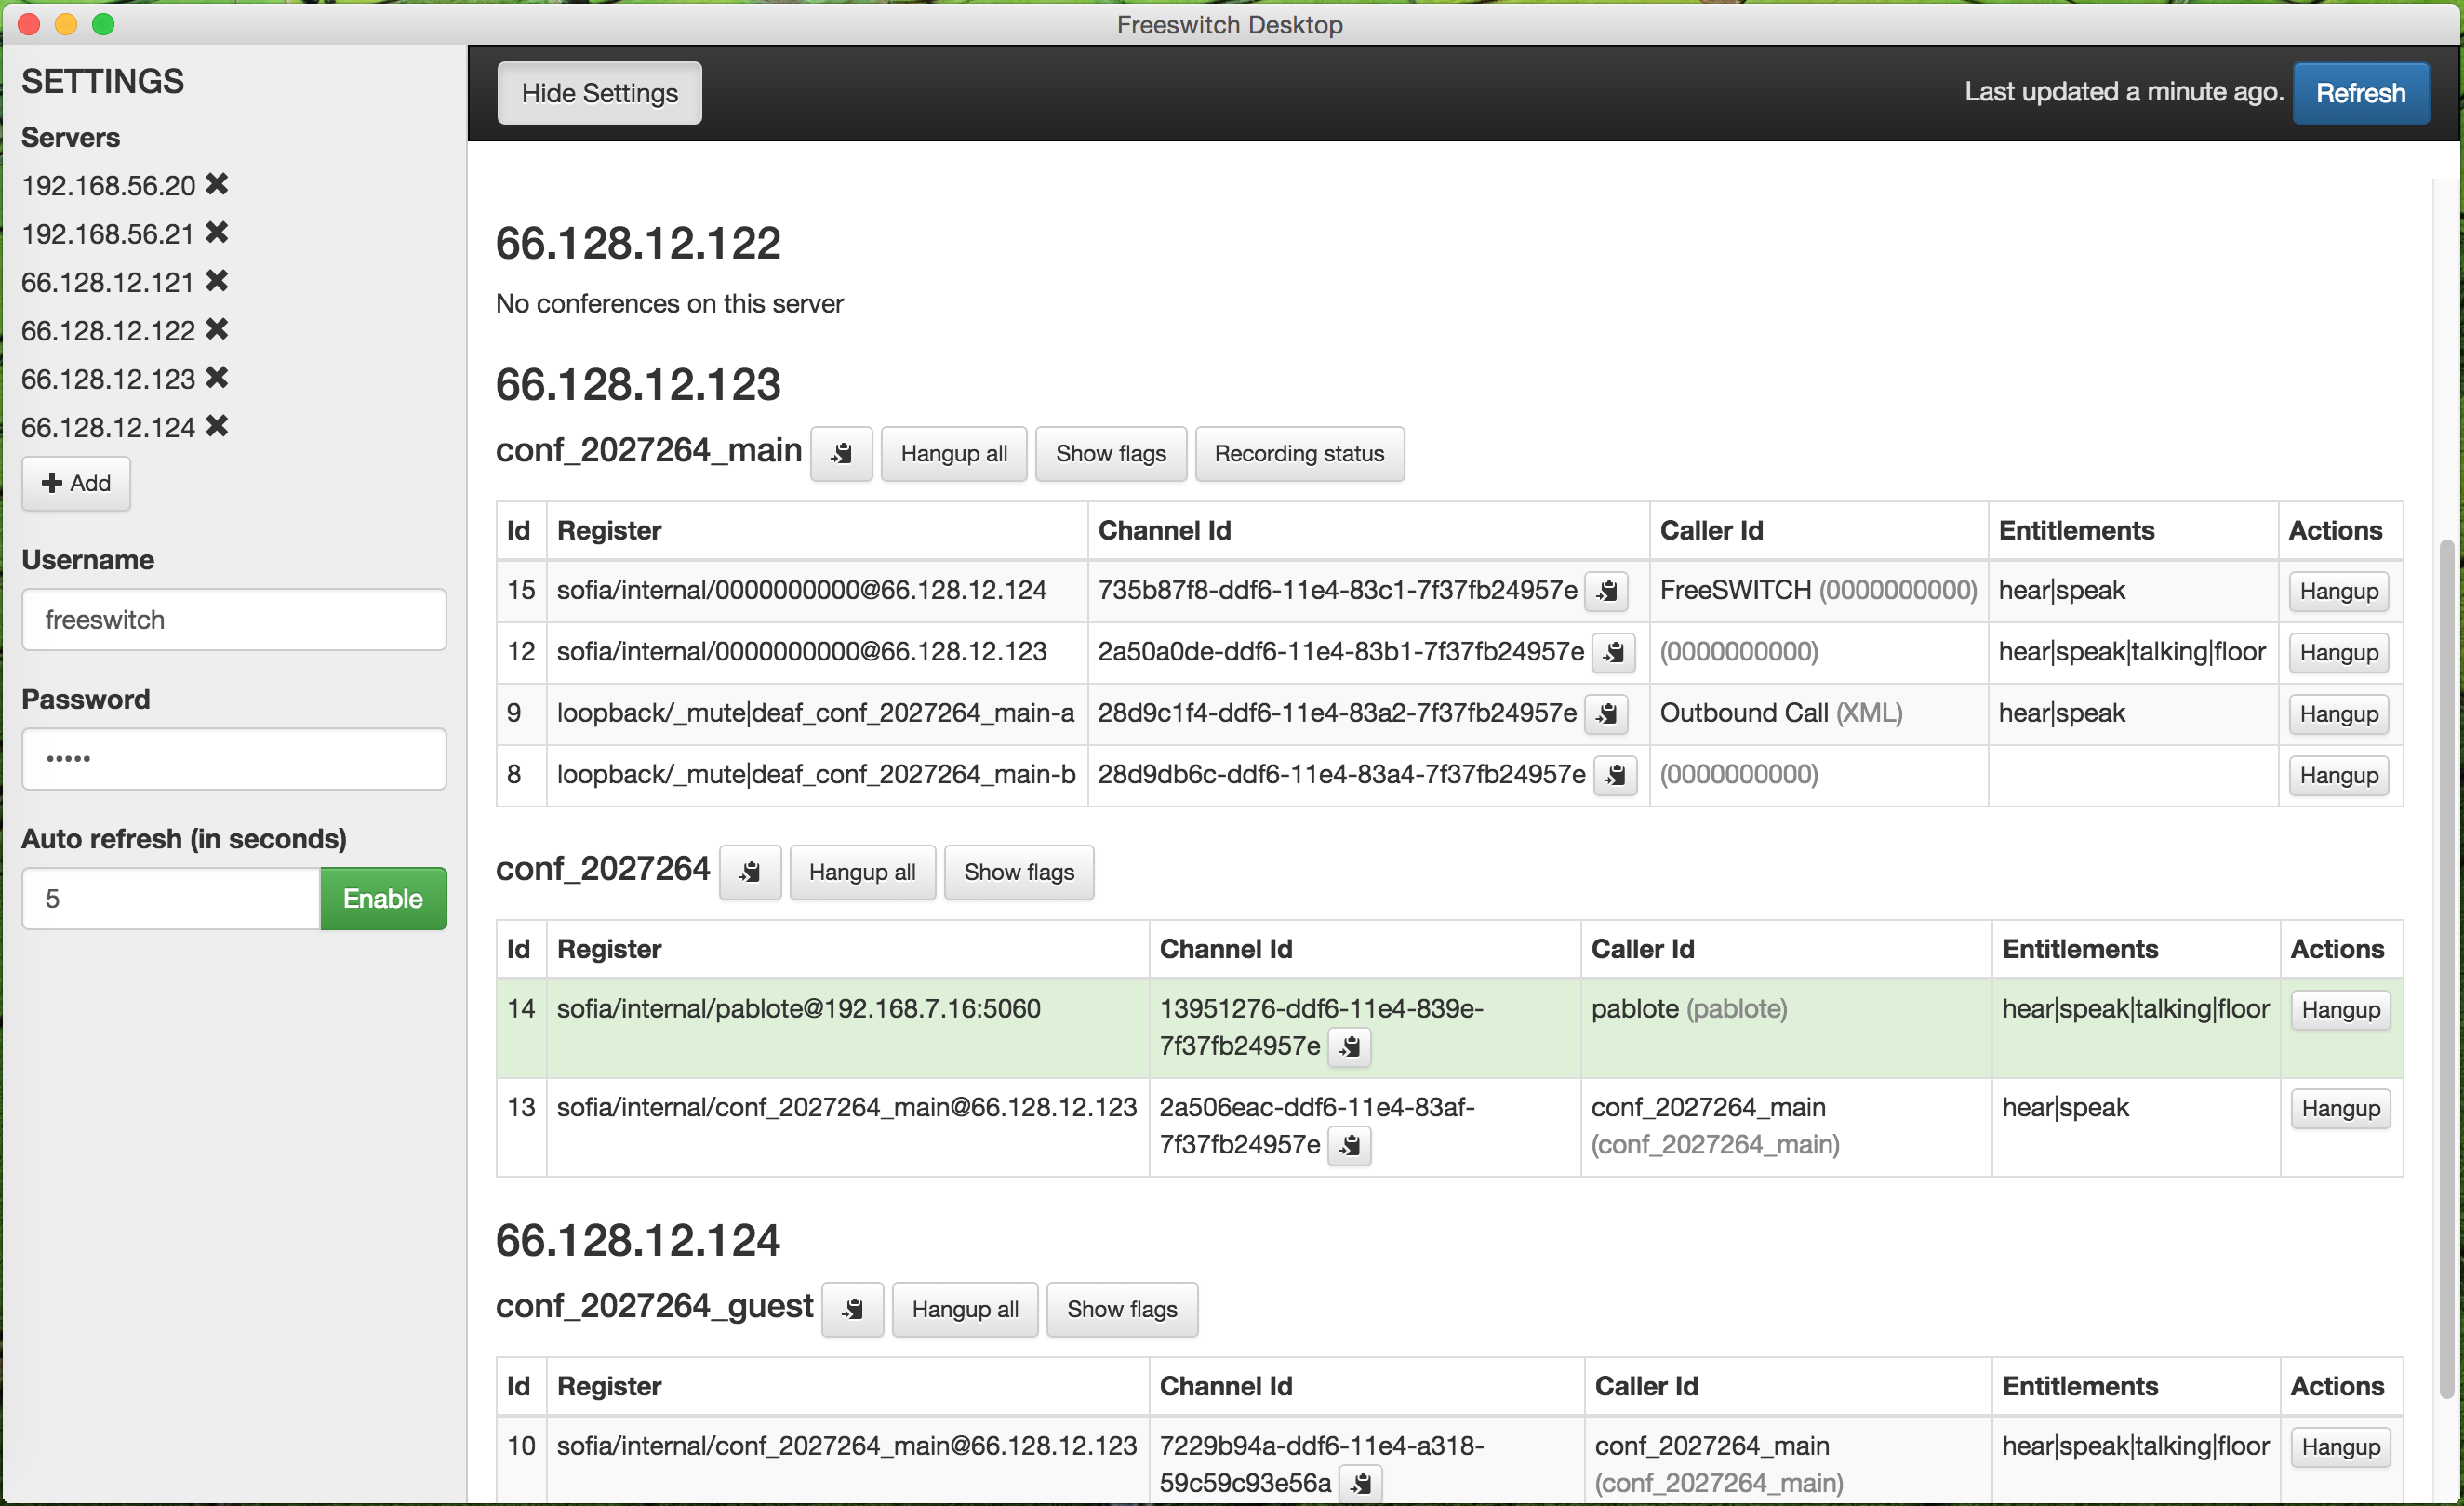 Freeswitch Desktop
SETTINGS
Servers
192.168.56.20
192.168.56.21
66.128.12.121
66.128.12.122
66.128.12.123
66.128.12.124
Add
Username
freeswitch
Password
•••••
Auto refresh (in seconds)
5 Enable
Hide Settings Last updated a minute ago. Refresh
66.128.12.122
No conferences on this server
66.128.12.123
conf_2027264_main Hangup all Show flags Recording status
Id Register Channel Id Caller Id Entitlements Actions
15 sofia/internal/0000000000@66.128.12.124 735b87f8-ddf6-11e4-83c1-7f37fb24957e FreeSWITCH (0000000000) hear|speak Hangup
12 sofia/internal/0000000000@66.128.12.123 2a50a0de-ddf6-11e4-83b1-7f37fb24957e (0000000000) hear|speak|talking|floor Hangup
9 loopback/_mute|deaf_conf_2027264_main-a 28d9c1f4-ddf6-11e4-83a2-7f37fb24957e Outbound Call (XML) hear|speak Hangup
8 loopback/_mute|deaf_conf_2027264_main-b 28d9db6c-ddf6-11e4-83a4-7f37fb24957e (0000000000) Hangup
conf_2027264 Hangup all Show flags
Id Register Channel Id Caller Id Entitlements Actions
14 sofia/internal/pablote@192.168.7.16:5060 13951276-ddf6-11e4-839e- pablote (pablote) hear|speak|talking|floor Hangup
7f37fb24957e
13 sofia/internal/conf_2027264_main@66.128.12.123 2a506eac-ddf6-11e4-83af- conf_2027264_main hear|speak Hangup
7f37fb24957e (conf_2027264_main)
66.128.12.124
conf_2027264_guest Hangup all Show flags
Id Register Channel Id Caller Id Entitlements Actions
10 sofia/internal/conf_2027264_main@66.128.12.123 7229b94a-ddf6-11e4-a318- conf_2027264_main hear|speak|talking|floor Hangup
59c59c93e56a (conf_2027264_main)